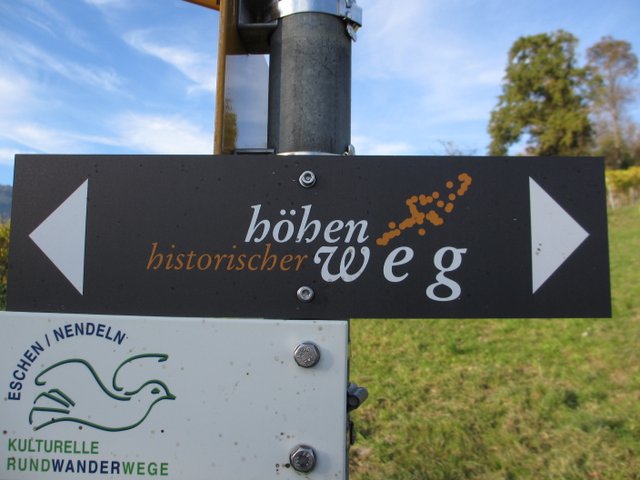 höhen
historischer weg
ESCHEN / NENDELN
KULTURELLE
RUNDWANDERWEGE